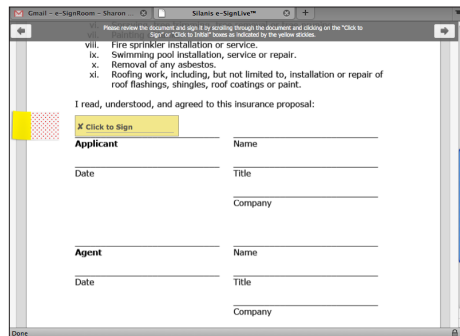 Gmail – e-SignRoom – Sharon ...
Silanis e-SignLive™
Please review the document and sign it by scrolling through the document and clicking on the "Click to
Sign" or "Click to Initial" boxes as indicated by the yellow stickies.
vi.
vii. Painting
viii. Fire sprinkler installation or service.
ix. Swimming pool installation, service or repair.
x. Removal of any asbestos.
xi. Roofing work, including, but not limited to, installation or repair of
roof flashings, shingles, roof coatings or paint.
I read, understood, and agreed to this insurance proposal:
✘ Click to Sign
Applicant Name
Date Title
Company
Agent Name
Date Title
Company
Done